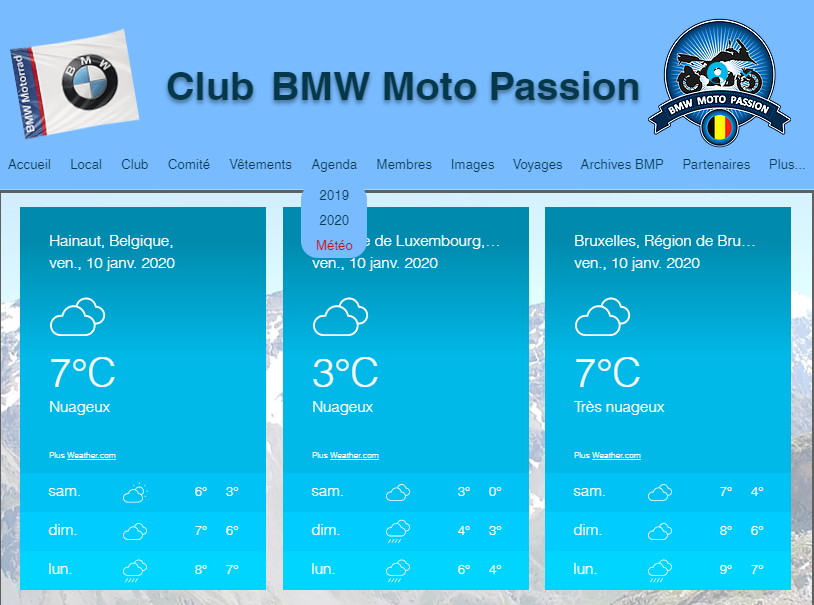 BMW Motorrad
BMW
Club BMW Moto Passion
BMW MOTO PASSION
Accueil Local Club Comité Vêtements Agenda Membres Images Voyages Archives BMP Partenaires Plus...
2019
2020
Météo
Hainaut, Belgique,
ven., 10 janv. 2020
7°C
Nuageux
Plus Weather.com
sam. 6° 3°
dim. 7° 6°
lun. 8° 7°
de Luxembourg,...
ven., 10 janv. 2020
3°C
Nuageux
Plus Weather.com
sam. 3° 0°
dim. 4° 3°
lun. 6° 4°
Bruxelles, Région de Bru...
ven., 10 janv. 2020
7°C
Très nuageux
Plus Weather.com
sam. 7° 4°
dim. 8° 6°
lun. 9° 7°